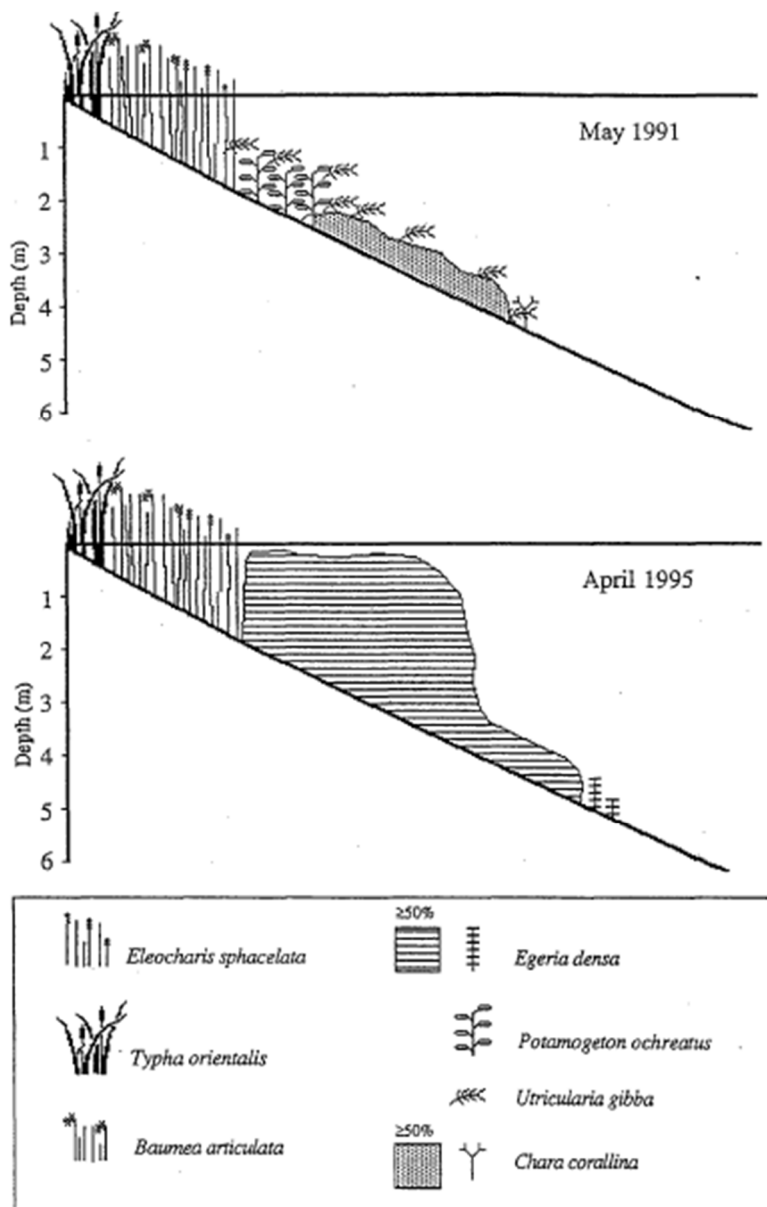 May 1991
1
2
3
4
5
6
Depth (m)
April 1995
1
2
3
4
5
6
Depth (m)
Eleocharis sphacelata
Typha orientalis
Baumea articulata
≥50%
Egeria densa
Potamogeton ochreatus
Utricularia gibba
≥50%
Chara corallina